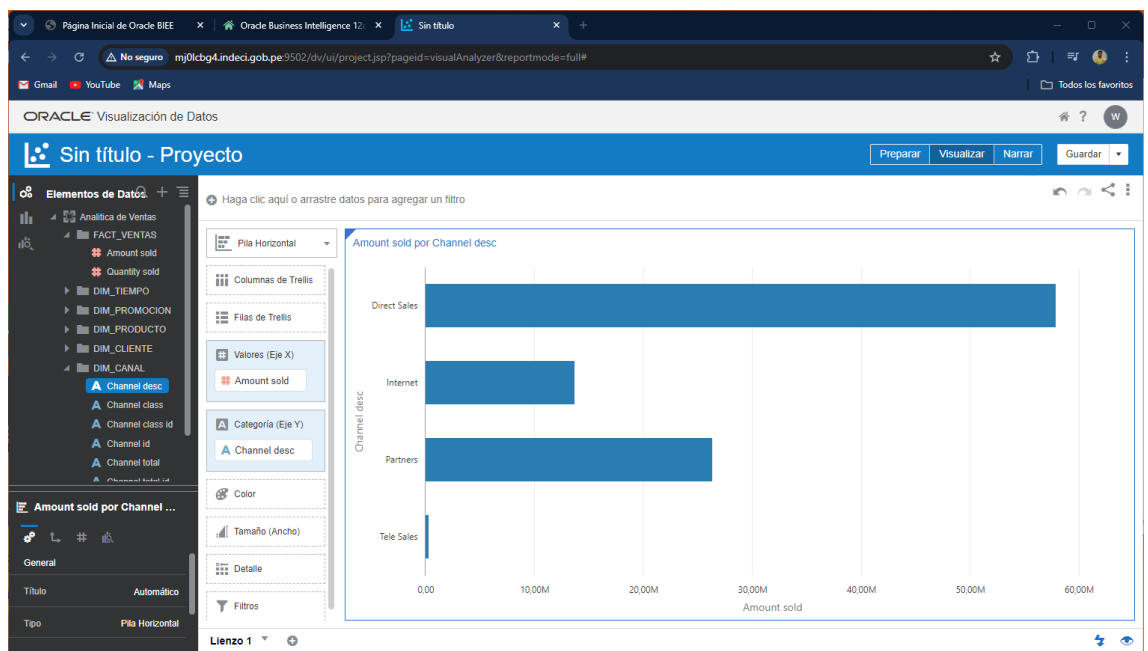 Página Inicial de Oracle BIEE
Oracle Business Intelligence 12c
Sin título
No seguro
mj0lcbg4.indeci.gob.pe:9502/dv/ui/project.jsp?pageid=visualAnalyzer&reportmode=full#
Gmail
YouTube
Maps
Todos los favoritos
ORACLE Visualización de Datos
W
Sin título - Proyecto
Preparar
Visualizar
Narrar
Guardar
Elementos de Datos
Haga clic aquí o arrastre datos para agregar un filtro
Analitica de Ventas
FACT_VENTAS
Amount sold
Quantity sold
DIM_TIEMPO
DIM_PROMOCION
DIM_PRODUCTO
DIM_CLIENTE
DIM_CANAL
Channel desc
Channel class
Channel class id
Channel id
Channel total
Channel total id
Amount sold por Channel ...
General
Título Automático
Tipo Pila Horizontal
Pila Horizontal
Columnas de Trellis
Filas de Trellis
Valores (Eje X)
Amount sold
Categoría (Eje Y)
Channel desc
Color
Tamaño (Ancho)
Detalle
Filtros
Amount sold por Channel desc
Channel desc
Direct Sales
Internet
Partners
Tele Sales
0,00 10,00M 20,00M 30,00M 40,00M 50,00M 60,00M
Amount sold
Lienzo 1